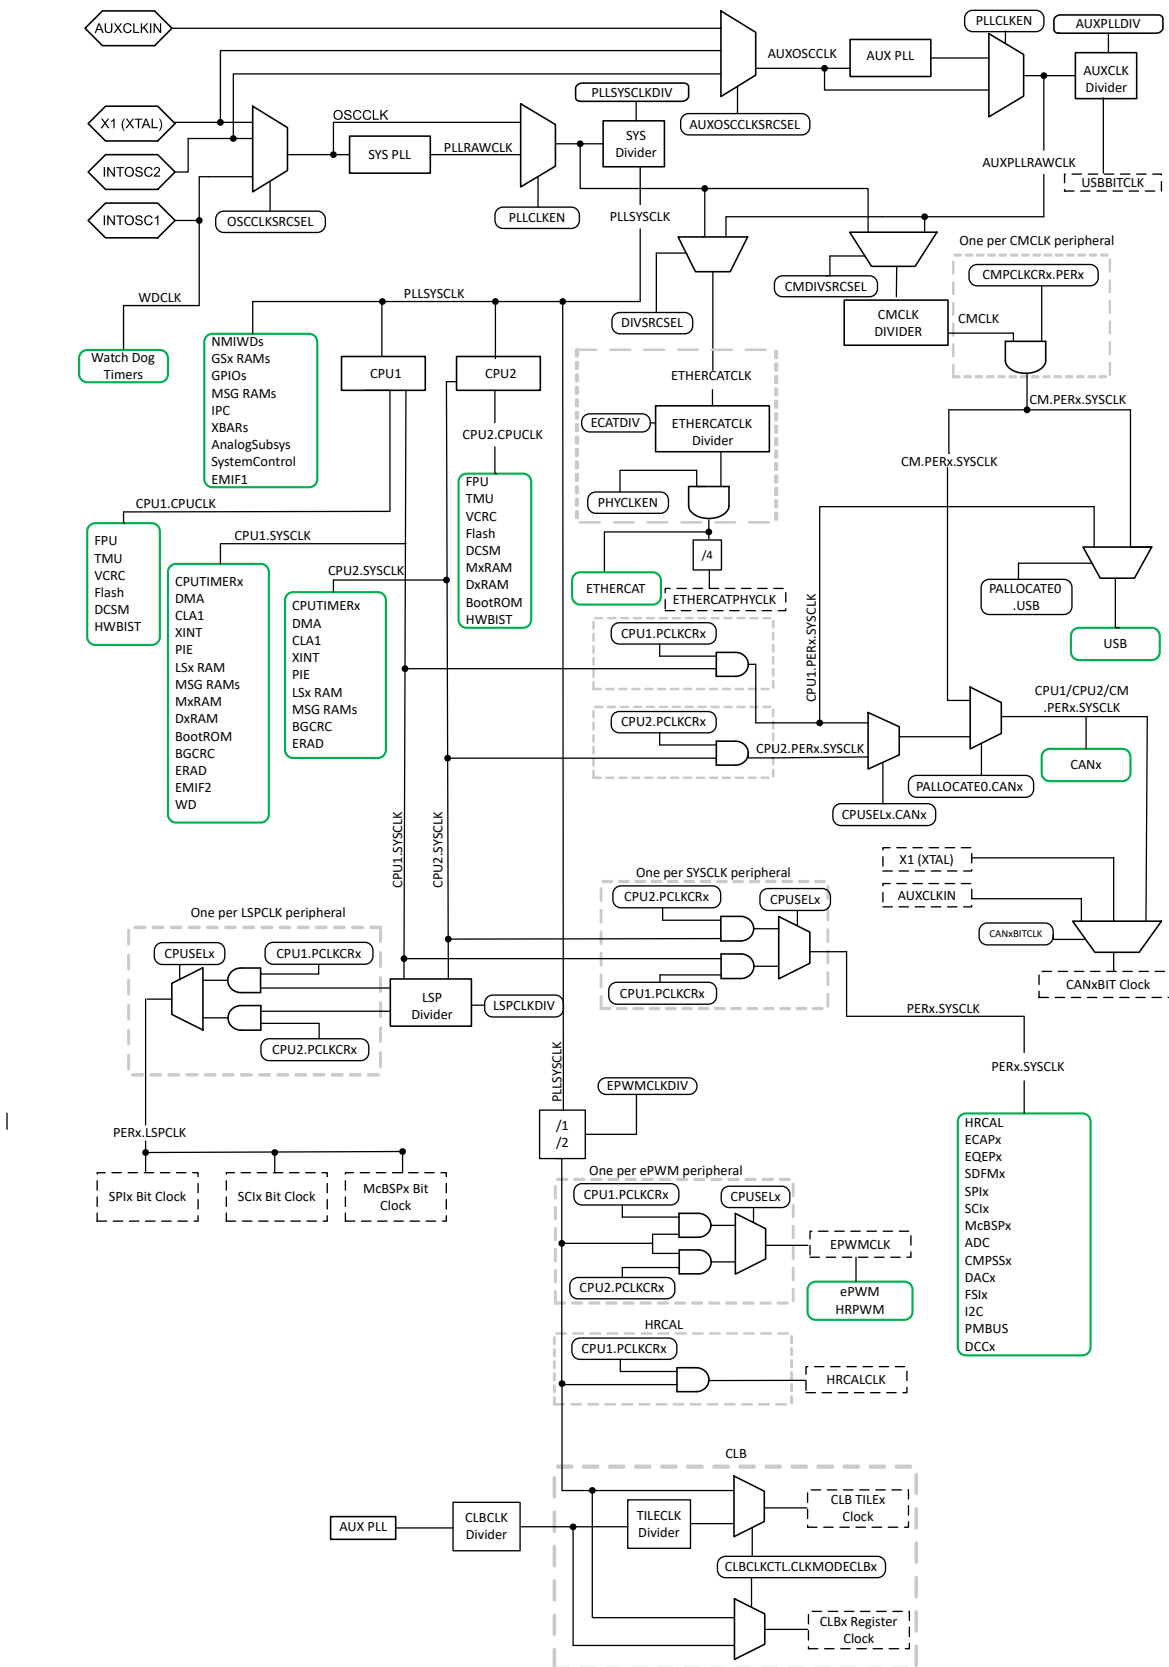 AUXCLKIN
PLLCLKEN
AUXPLLDIV
AUXOSCCLK
AUX PLL
AUXCLK
Divider
PLLSYSCLKDIV
X1 (XTAL)
OSCCLK
AUXOSCCLKSRCSEL
SYS PLL
PLLRAWCLK
SYS
Divider
AUXPLLRAWCLK
USBBITCLK
INTOSC2
INTOSC1
OSCCLKSRCSEL
PLLCLKEN
PLLSYSCLK
One per CMCLK peripheral
CMPCLKCRx.PERx
CMDIVSRCSEL
WDCLK
PLLSYSCLK
DIVSRCSEL
CMCLK
DIVIDER
CMCLK
Watch Dog
Timers
NMIWDs
GSx RAMs
GPIOs
MSG RAMs
IPC
XBARs
AnalogSubsys
SystemControl
EMIF1
CPU1
CPU2
ETHERCATCLK
CM.PERx.SYSCLK
ECATDIV
ETHERCATCLK
Divider
CPU2.CPUCLK
CM.PERx.SYSCLK
PHYCLKEN
CPU1.CPUCLK
FPU
TMU
VCRC
Flash
DCSM
MxRAM
DxRAM
BootROM
HWBIST
FPU
TMU
VCRC
Flash
DCSM
HWBIST
CPU1.SYSCLK
CPUTIMERx
DMA
CLA1
XINT
PIE
LSx RAM
MSG RAMs
MxRAM
DxRAM
BootROM
BGCRC
ERAD
EMIF2
WD
CPU2.SYSCLK
CPUTIMERx
DMA
CLA1
XINT
PIE
LSx RAM
MSG RAMs
BGCRC
ERAD
/4
ETHERCAT
ETHERCATPHYCLK
PALLOCATE0
.USB
USB
CPU1.PCLKCRx
CPU1.PERx.SYSCLK
CPU2.PCLKCRx
CPU2.PERx.SYSCLK
CPU1/CPU2/CM
.PERx.SYSCLK
CANx
PALLOCATE0.CANx
CPUSELx.CANx
CPU1.SYSCLK
CPU2.SYSCLK
X1 (XTAL)
AUXCLKIN
CANxBITCLK
CANxBIT Clock
One per SYSCLK peripheral
CPU2.PCLKCRx
CPUSELx
CPU1.PCLKCRx
One per LSPCLK peripheral
CPUSELx
CPU1.PCLKCRx
CPU2.PCLKCRx
LSP
Divider
LSPCLKDIV
PERx.SYSCLK
PLLSYSCLK
PERx.SYSCLK
EPWMCLKDIV
/1
/2
PERx.LSPCLK
SPIx Bit Clock
SCIx Bit Clock
McBSPx Bit
Clock
HRCAL
ECAPx
EQEPx
SDFMx
SPIx
SCIx
McBSPx
ADC
CMPSSx
DACx
FSIx
I2C
PMBUS
DCCx
One per ePWM peripheral
CPU1.PCLKCRx
CPUSELx
CPU2.PCLKCRx
EPWMCLK
ePWM
HRPWM
HRCAL
CPU1.PCLKCRx
HRCALCLK
CLB
AUX PLL
CLBCLK
Divider
TILECLK
Divider
CLB TILEx
Clock
CLBCLKCTL.CLKMODECLBx
CLBx Register
Clock